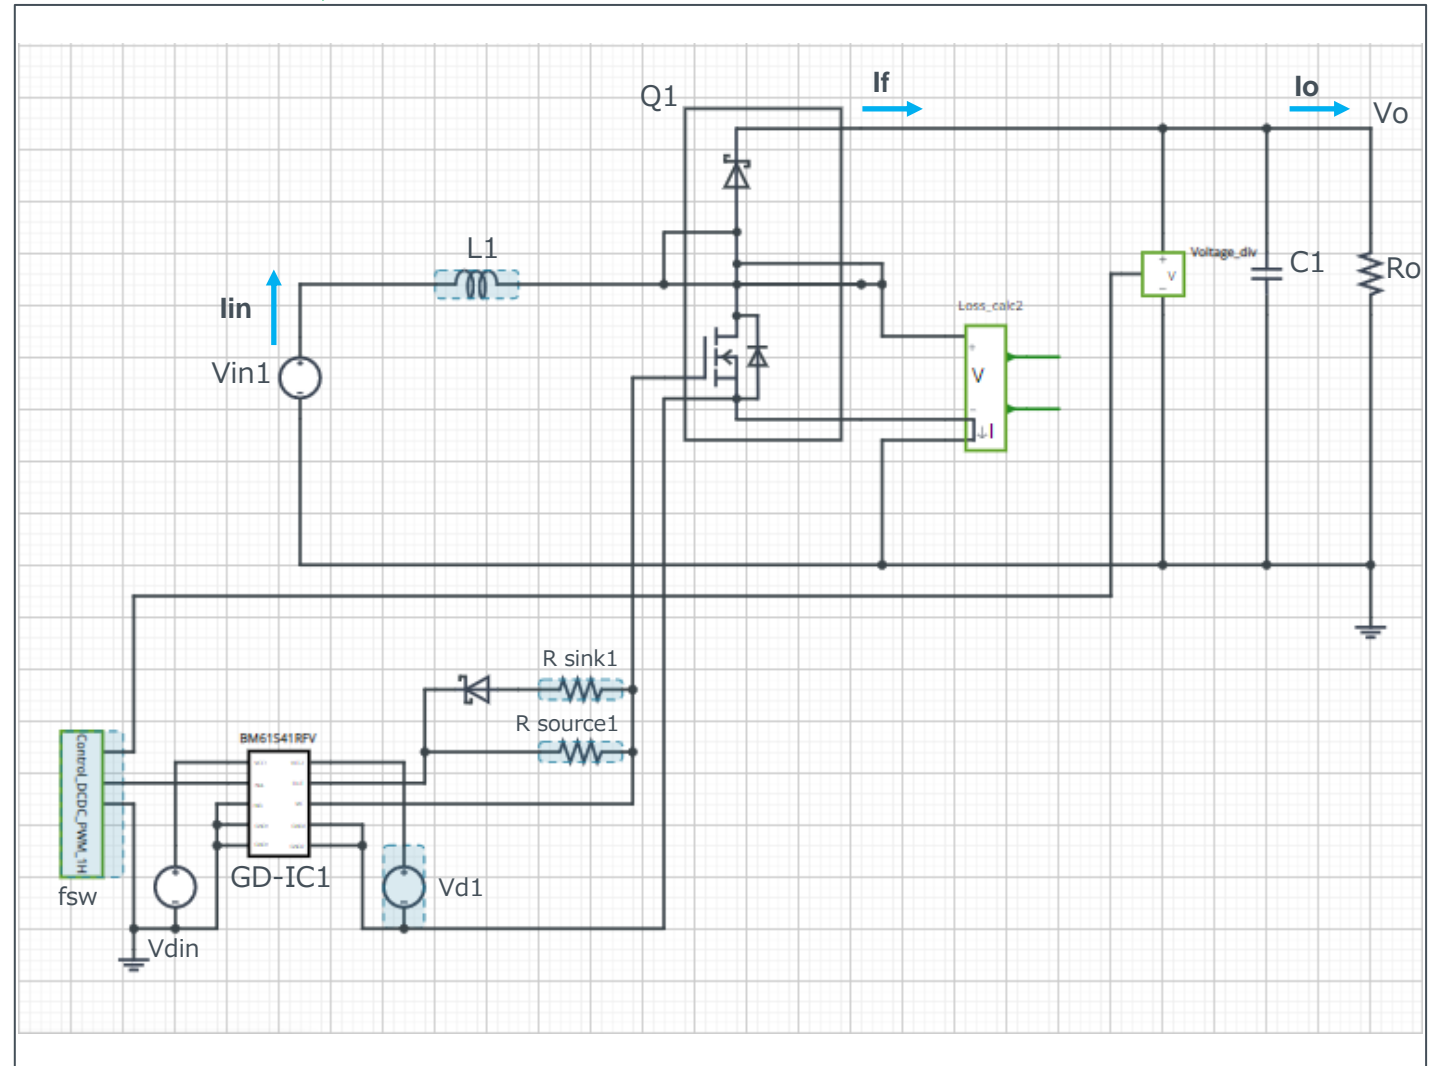 If
Io
Q1
Vo
L1
Voltage_div
C1
Ro
Iin
Loss_calc2
Vin1
V
V
I
R sink1
R source1
BM61S41RFV
Control_DCDC_PWM_1H
GD-IC1
Vd1
fsw
Vdin